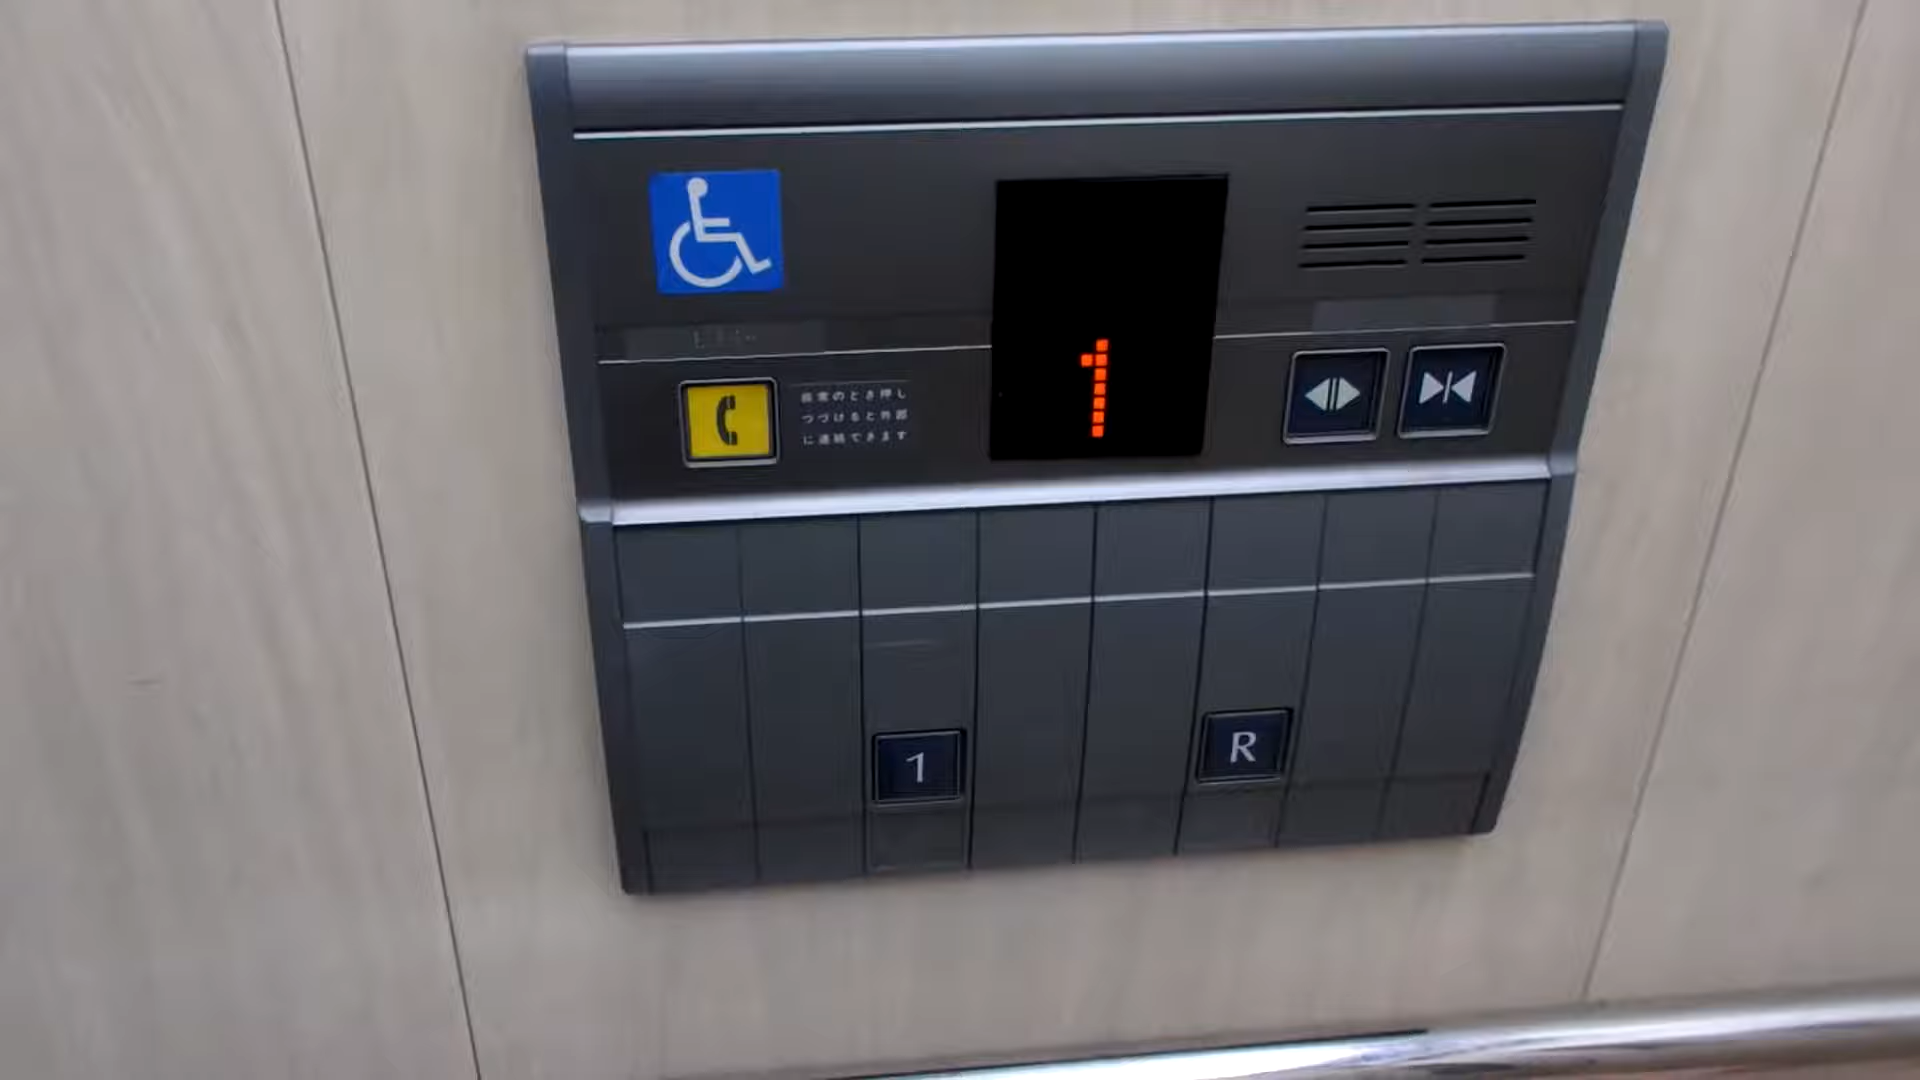 非常のとき押し
つづけると外部
に連絡できます
1
1
R